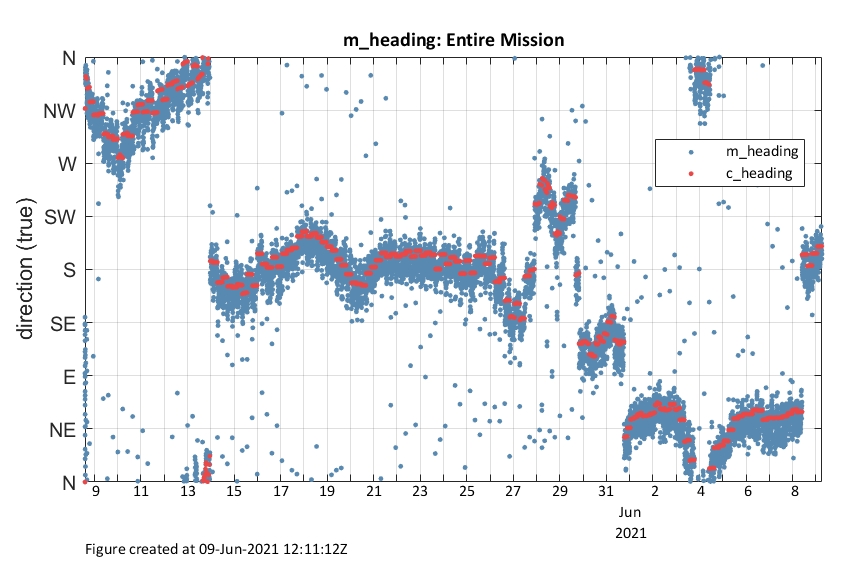 m_heading: Entire Mission
direction (true)
N
NW
W
SW
S
SE
E
NE
N
m_heading
c_heading
9 11 13 15 17 19 21 23 25 27 29 31 2 4 6 8
Jun
2021
Figure created at 09-Jun-2021 12:11:12Z